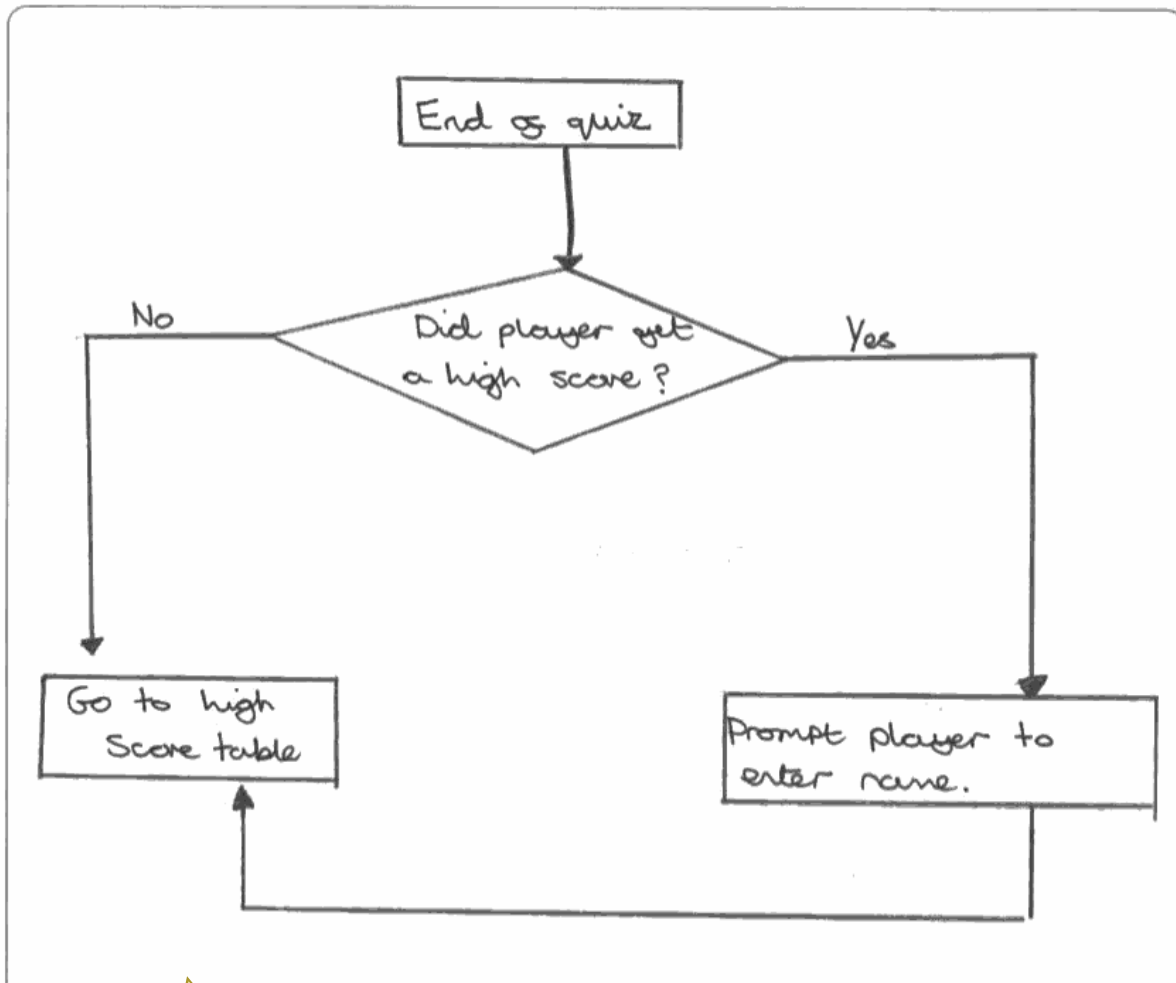 End of quiz
Did player get
a high score?
No
Yes
Go to high
Score table
Prompt player to
enter name.